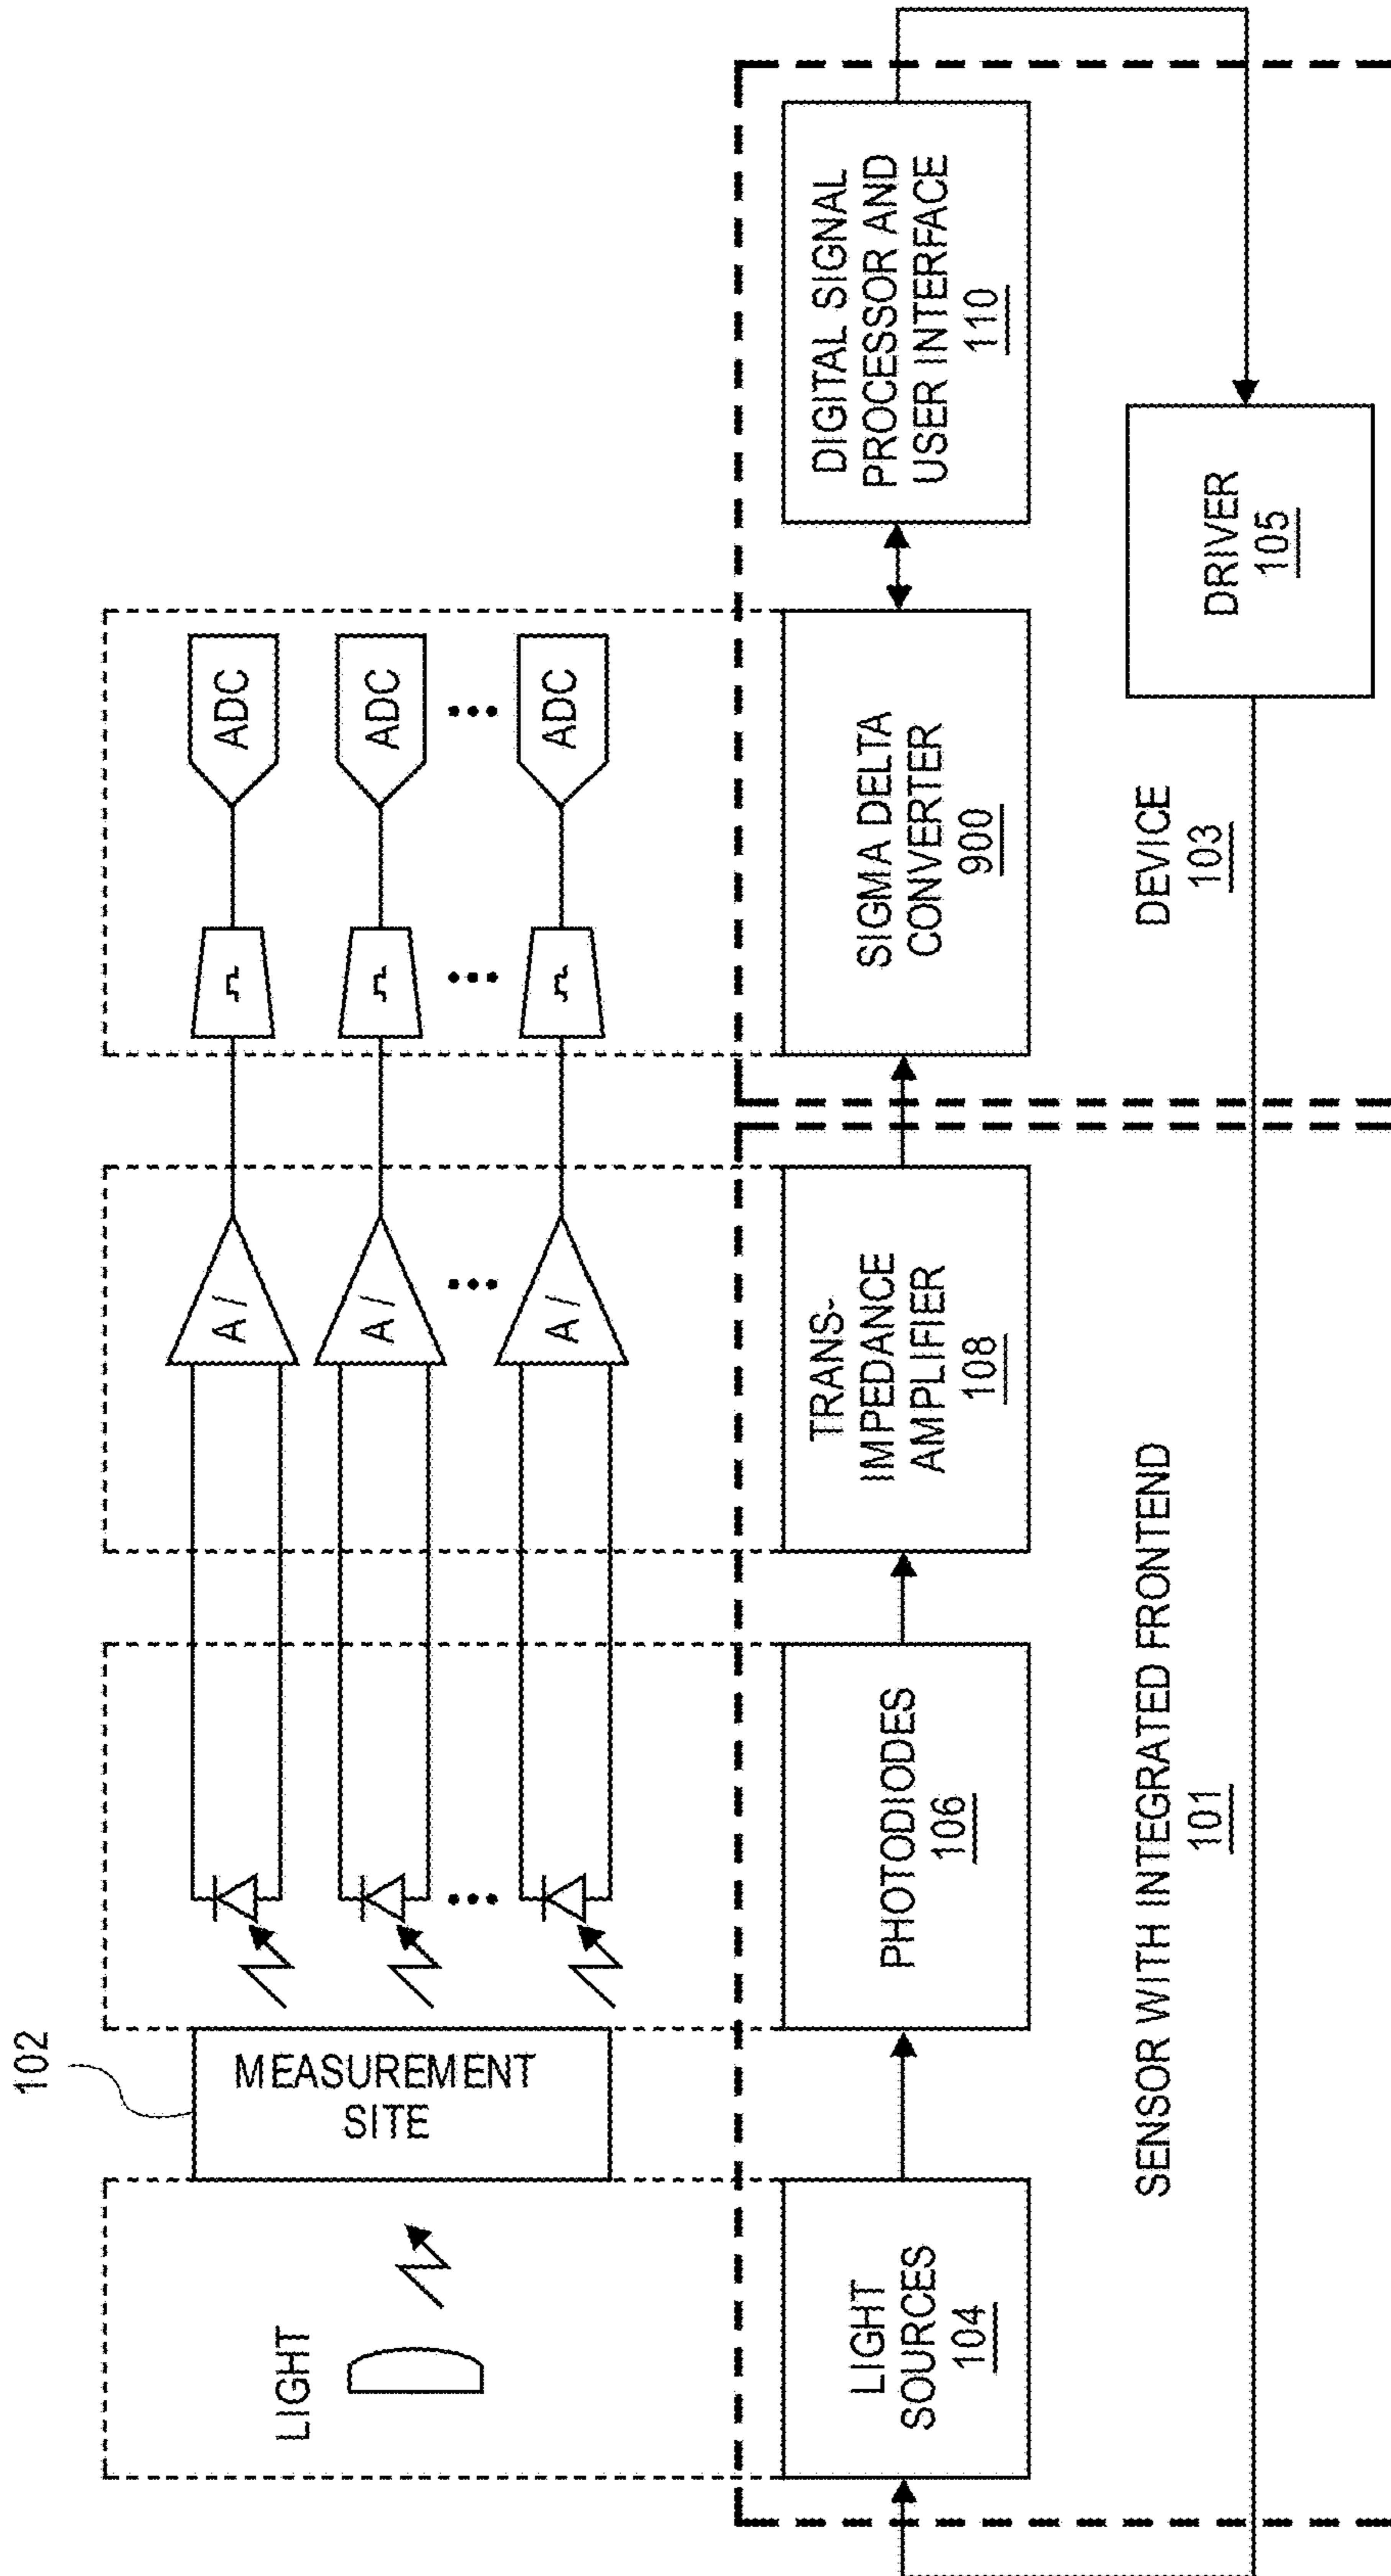 102
LIGHT
MEASUREMENT
SITE
A /
A /
A /
ADC
ADC
ADC
LIGHT
SOURCES
104
PHOTODIODES
106
TRANS-
IMPEDANCE
AMPLIFIER
108
SIGMA DELTA
CONVERTER
900
DIGITAL SIGNAL
PROCESSOR AND
USER INTERFACE
110
SENSOR WITH INTEGRATED FRONTEND
101
DEVICE
103
DRIVER
105